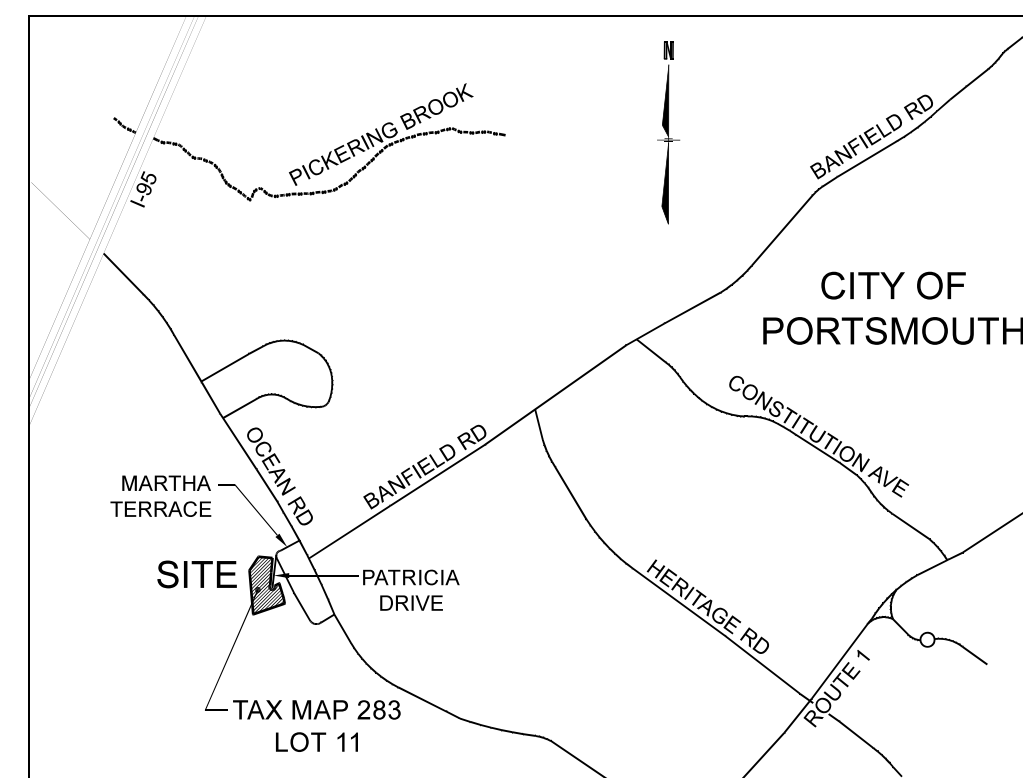 N
PICKERING BROOK
BANFIELD RD
I-95
CITY OF
PORTSMOUTH
CONSTITUTION AVE
OCEAN RD
BANFIELD RD
MARTHA
TERRACE
SITE
PATRICIA
DRIVE
HERITAGE RD
ROUTE 1
TAX MAP 283
LOT 11